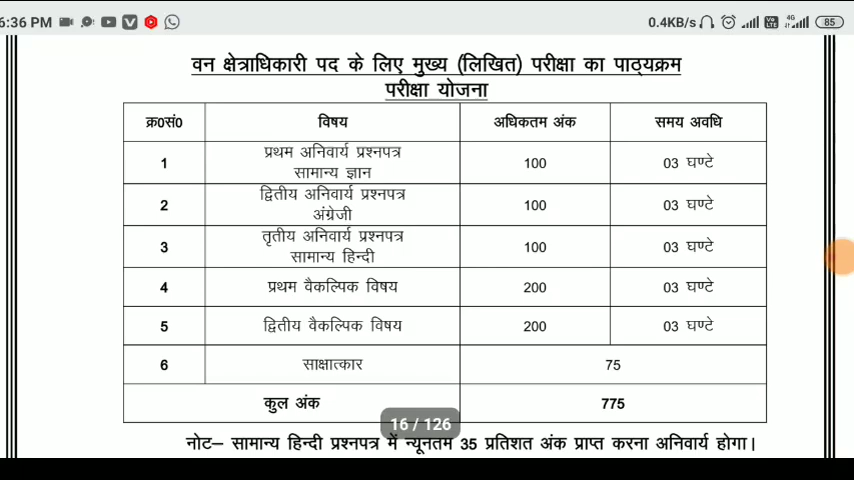 6:36 PM
0.4KB/s 4G 85
वन क्षेत्राधिकारी पद के लिए मुख्य (लिखित) परीक्षा का पाठ्यक्रम
परीक्षा योजना
क्र0सं0 विषय अधिकतम अंक समय अवधि
1 प्रथम अनिवार्य प्रश्नपत्र 100 03 घण्टे
सामान्य ज्ञान
2 द्वितीय अनिवार्य प्रश्नपत्र 100 03 घण्टे
अंग्रेजी
3 तृतीय अनिवार्य प्रश्नपत्र 100 03 घण्टे
सामान्य हिन्दी
4 प्रथम वैकल्पिक विषय 200 03 घण्टे
5 द्वितीय वैकल्पिक विषय 200 03 घण्टे
6 साक्षात्कार 75
कुल अंक 775
16 / 126
नोट– सामान्य हिन्दी प्रश्नपत्र में न्यूनतम 35 प्रतिशत अंक प्राप्त करना अनिवार्य होगा।